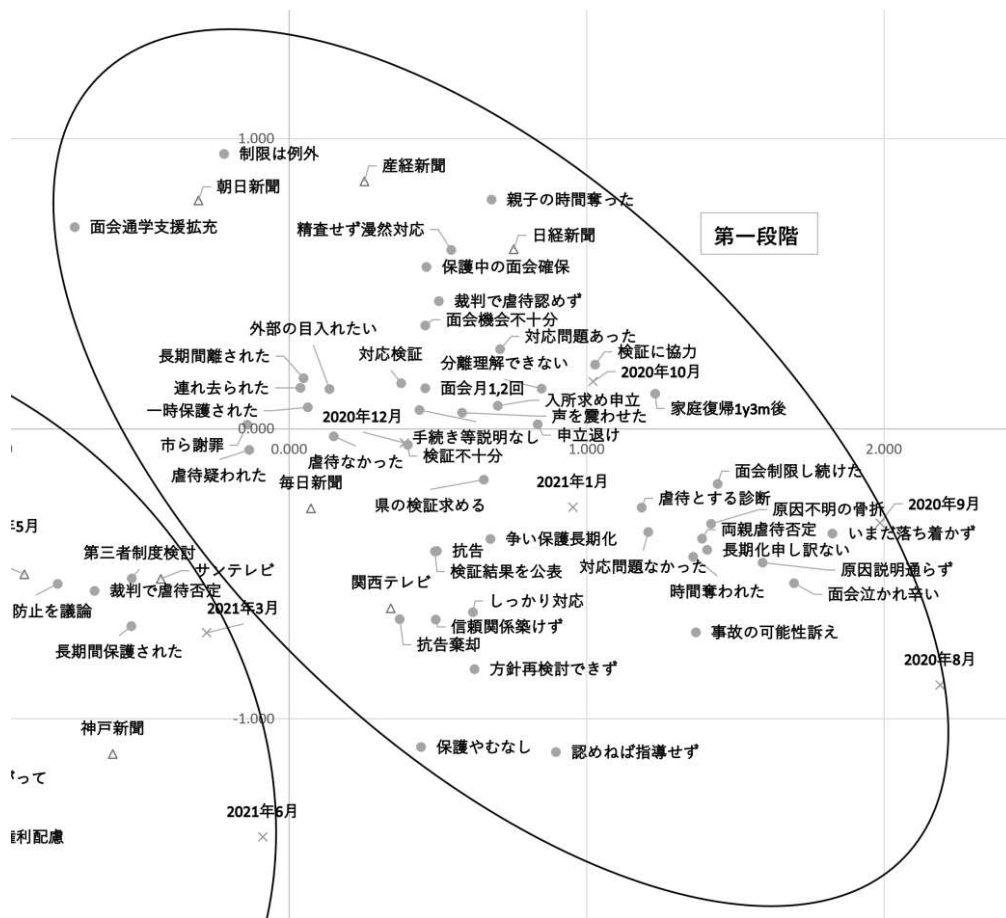 1.000
制限は例外
産経新聞
朝日新聞
親子の時間奪った
面会通学支援拡充
精査せず漫然対応
日経新聞
第一段階
保護中の面会確保
裁判で虐待認めず
外部の目入れたい
面会機会不十分
対応問題あった
長期間離された
対応検証
分離理解できない
検証に協力
2020年10月
連れ去られた
面会月1,2回
入所求め申立
家庭復帰1y3m後
一時保護された
2020年12月
声を震わせた
市ら謝罪
0.000
手続き等説明なし
1.000
申立退け
2.000
虐待疑われた
虐待なかった
検証不十分
面会制限し続けた
毎日新聞
県の検証求める
2021年1月
虐待とする診断
原因不明の骨折
2020年9月
5月
両親虐待否定
いまだ落ち着かず
第三者制度検討
サンテレビ
抗告
争い保護長期化
長期化申し訳ない
検証結果を公表
対応問題なかった
原因説明通らず
防止を議論
裁判で虐待否定
関西テレビ
時間奪われた
面会泣かれ辛い
2021年3月
しっかり対応
信頼関係築けず
長期間保護された
抗告棄却
事故の可能性訴え
方針再検討できず
2020年8月
-1.000
神戸新聞
保護やむなし
認めねば指導せず
がって
2021年6月
利配慮